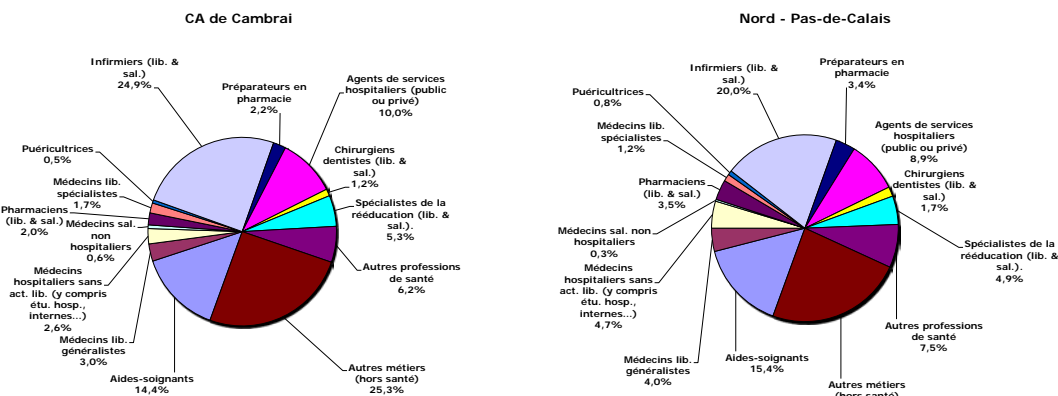 CA de Cambrai
Infirmiers (lib. &
sal.)
24,9%
Préparateurs en
pharmacie
2,2%
Agents de services
hospitaliers (public
ou privé)
10,0%
Chirurgiens
dentistes (lib. &
sal.)
1,2%
Spécialistes de la
rééducation (lib. &
sal.).
5,3%
Autres professions
de santé
6,2%
Autres métiers
(hors santé)
25,3%
Aides-soignants
14,4%
Médecins lib.
généralistes
3,0%
Médecins
hospitaliers sans
act. lib. (y compris
étu. hosp.,
internes...)
2,6%
Médecins sal.
non
hospitaliers
0,6%
Pharmaciens
(lib. & sal.)
2,0%
Médecins lib.
spécialistes
1,7%
Puéricultrices
0,5%
Nord - Pas-de-Calais
Infirmiers (lib. &
sal.)
20,0%
Préparateurs en
pharmacie
3,4%
Agents de services
hospitaliers
(public ou privé)
8,9%
Chirurgiens
dentistes (lib. &
sal.)
1,7%
Spécialistes de la
rééducation (lib. &
sal.).
4,9%
Autres professions
de santé
7,5%
Autres métiers
(hors santé)
Aides-soignants
15,4%
Médecins lib.
généralistes
4,0%
Médecins
hospitaliers sans
act. lib. (y compris
étu. hosp.,
internes...)
4,7%
Médecins sal. non
hospitaliers
0,3%
Pharmaciens
(lib. & sal.)
3,5%
Médecins lib.
spécialistes
1,2%
Puéricultrices
0,8%